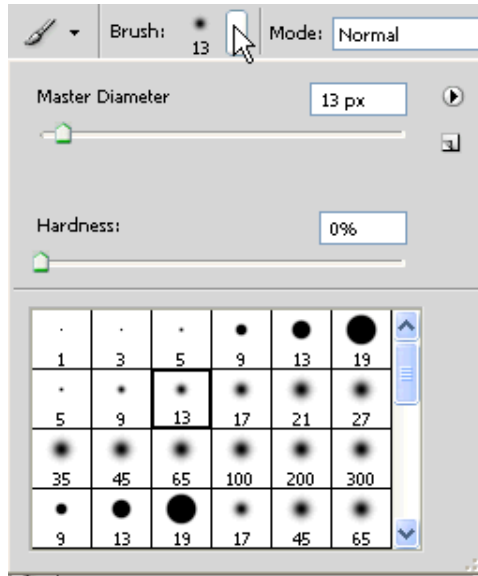 Brush: 13 Mode: Normal
Master Diameter 13 px
Hardness: 0%
1 3 5 9 13 19
5 9 13 17 21 27
35 45 65 100 200 300
9 13 19 17 45 65